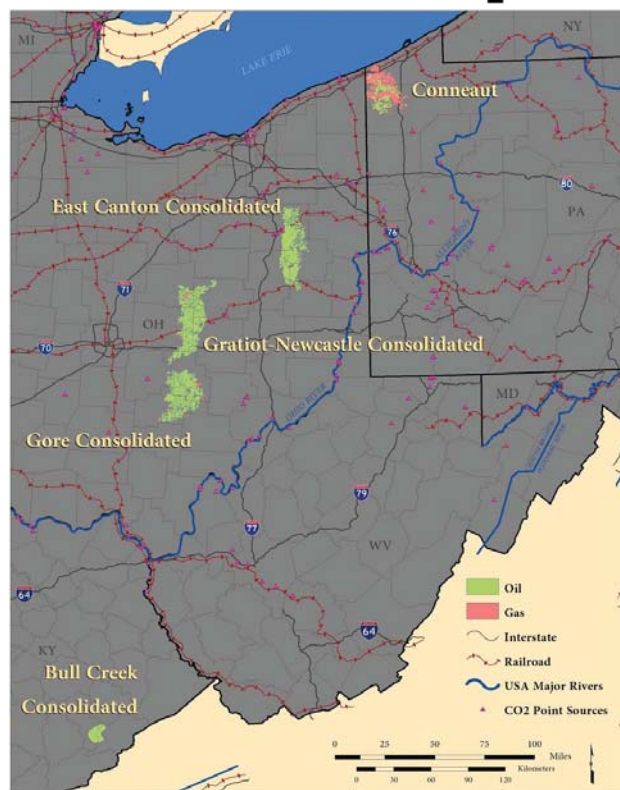 MI
NY
LAKE ERIE
Conneaut
80
East Canton Consolidated
PA
76
ALLEGHENY
RIVER
71
OH
70
Gratiot-Newcastle Consolidated
MD
OHIO RIVER
Gore Consolidated
79
77
WV
64
Oil
Gas
Interstate
KY
64
Railroad
Bull Creek
Consolidated
USA Major Rivers
CO2 Point Sources
0 25 50 75 100
Miles
Kilometers
0 30 60 90 120